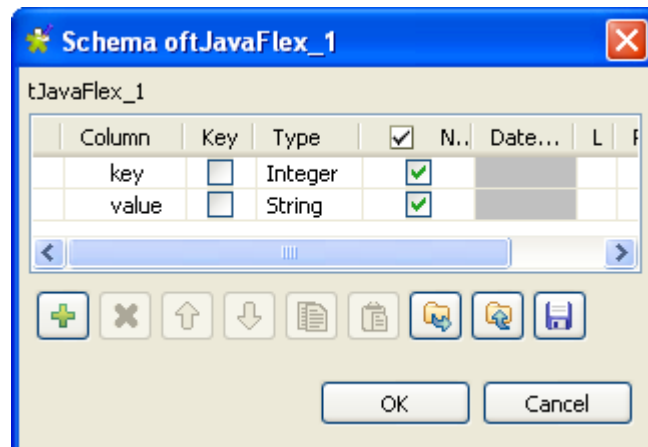 Schema oftJavaFlex_1
tJavaFlex_1
Column Key Type N.. Date... L
key Integer
value String
OK Cancel